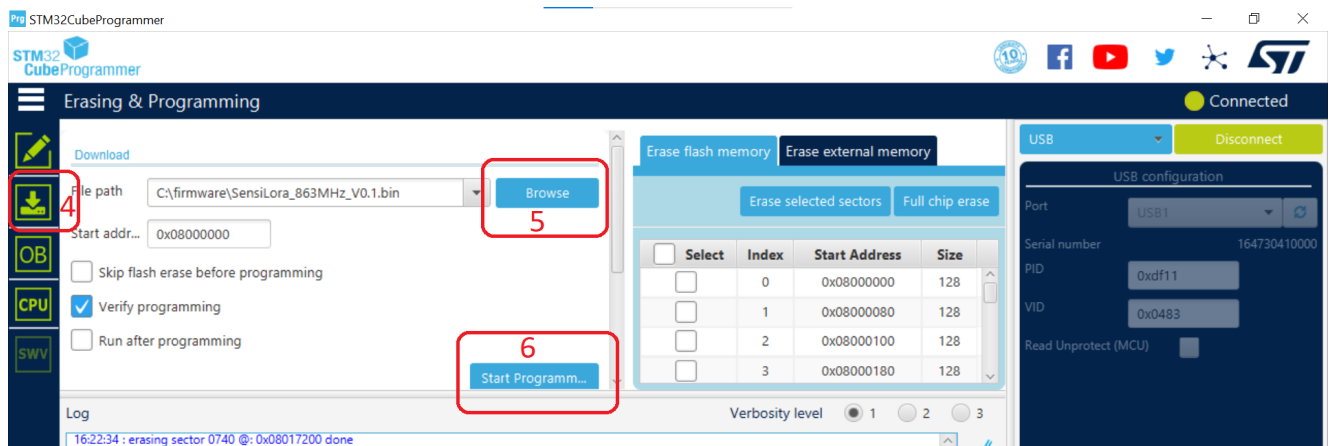 Prg STM32CubeProgrammer
STM32
CubeProgrammer
10
ST
Erasing & Programming
Connected
Download
File path
C:\firmware\SensiLora_863MHz_V0.1.bin
Browse
4
5
Start addr...
0x08000000
OB
Skip flash erase before programming
CPU
Verify programming
Run after programming
SWV
6
Start Programm...
Erase flash memory
Erase external memory
Erase selected sectors
Full chip erase
Select Index Start Address Size
0 0x08000000 128
1 0x08000080 128
2 0x08000100 128
3 0x08000180 128
USB
Disconnect
USB configuration
Port
USB1
Serial number
164730410000
PID
0xdf11
VID
0x0483
Read Unprotect (MCU)
Log
Verbosity level 1 2 3
16:22:34 : erasing sector 0740 @: 0x08017200 done